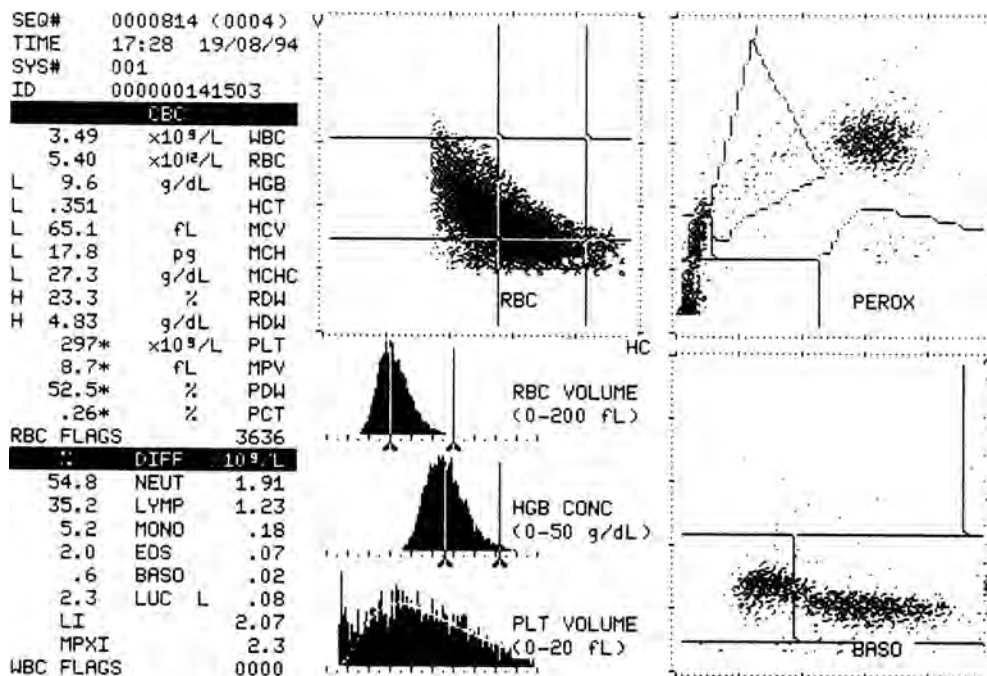 SEQ# 0000814 (0004) V
TIME 17:28 19/08/94
SYS# 001
ID 000000141503
CBC
3.49 x10⁹/L WBC
5.40 x10¹²/L RBC
L 9.6 g/dL HGB
L .351 HCT
L 65.1 fL MCV
L 17.8 pg MCH
L 27.3 g/dL MCHC
H 23.3 % RDW
H 4.83 g/dL HDW
297* x10⁹/L PLT
8.7* fL MPV
52.5* % PDW
.26* % PCT
RBC FLAGS 3636
% DIFF 10⁹/L
54.8 NEUT 1.91
35.2 LYMP 1.23
5.2 MONO .18
2.0 EOS .07
.6 BASO .02
2.3 LUC L .08
LI 2.07
MPXI 2.3
WBC FLAGS 0000
RBC
HC
RBC VOLUME
(0-200 fL)
HGB CONC
(0-50 g/dL)
PLT VOLUME
(0-20 fL)
PEROX
BASO